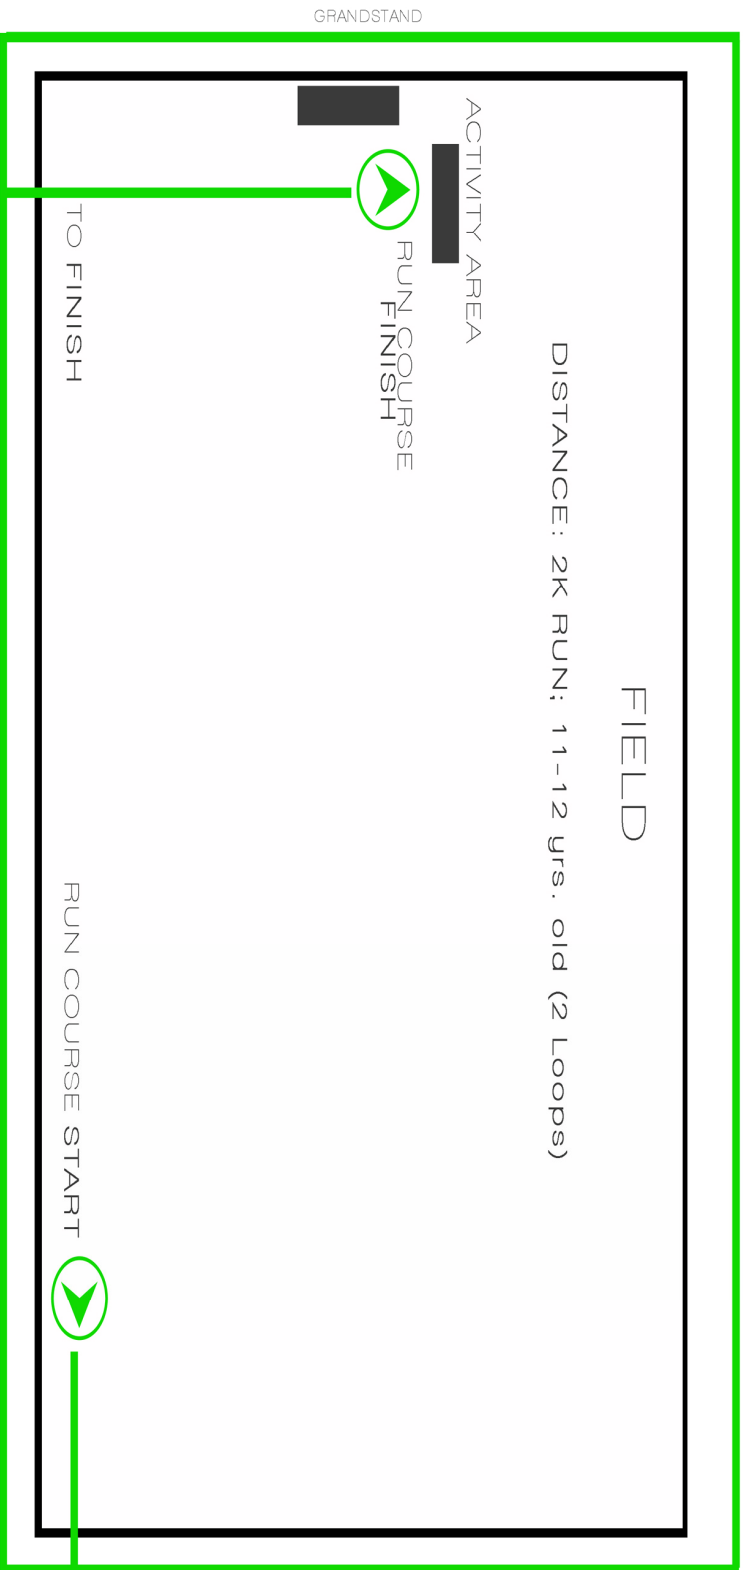 GRANDSTAND
ACTIVITY AREA
RUN COURSE
FINISH
TO FINISH
DISTANCE: 2K RUN; 11-12 yrs. old (2 Loops)
FIELD
RUN COURSE START